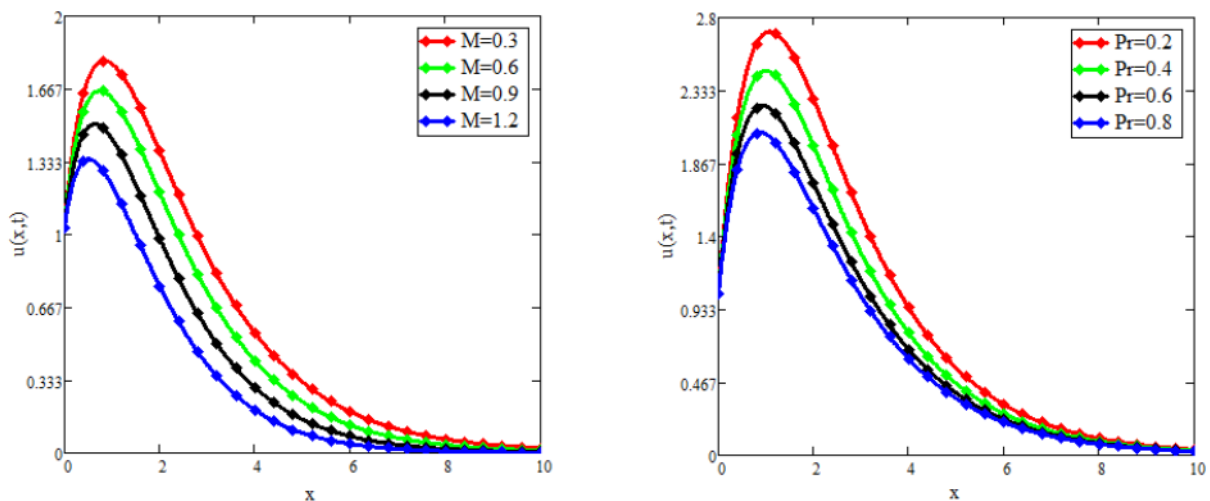 2
1.667
1.333
1
0.667
0.333
0
u(x,t)
M=0.3
M=0.6
M=0.9
M=1.2
0 2 4 6 8 10
x
2.8
2.333
1.867
1.4
0.933
0.467
0
u(x,t)
Pr=0.2
Pr=0.4
Pr=0.6
Pr=0.8
0 2 4 6 8 10
x